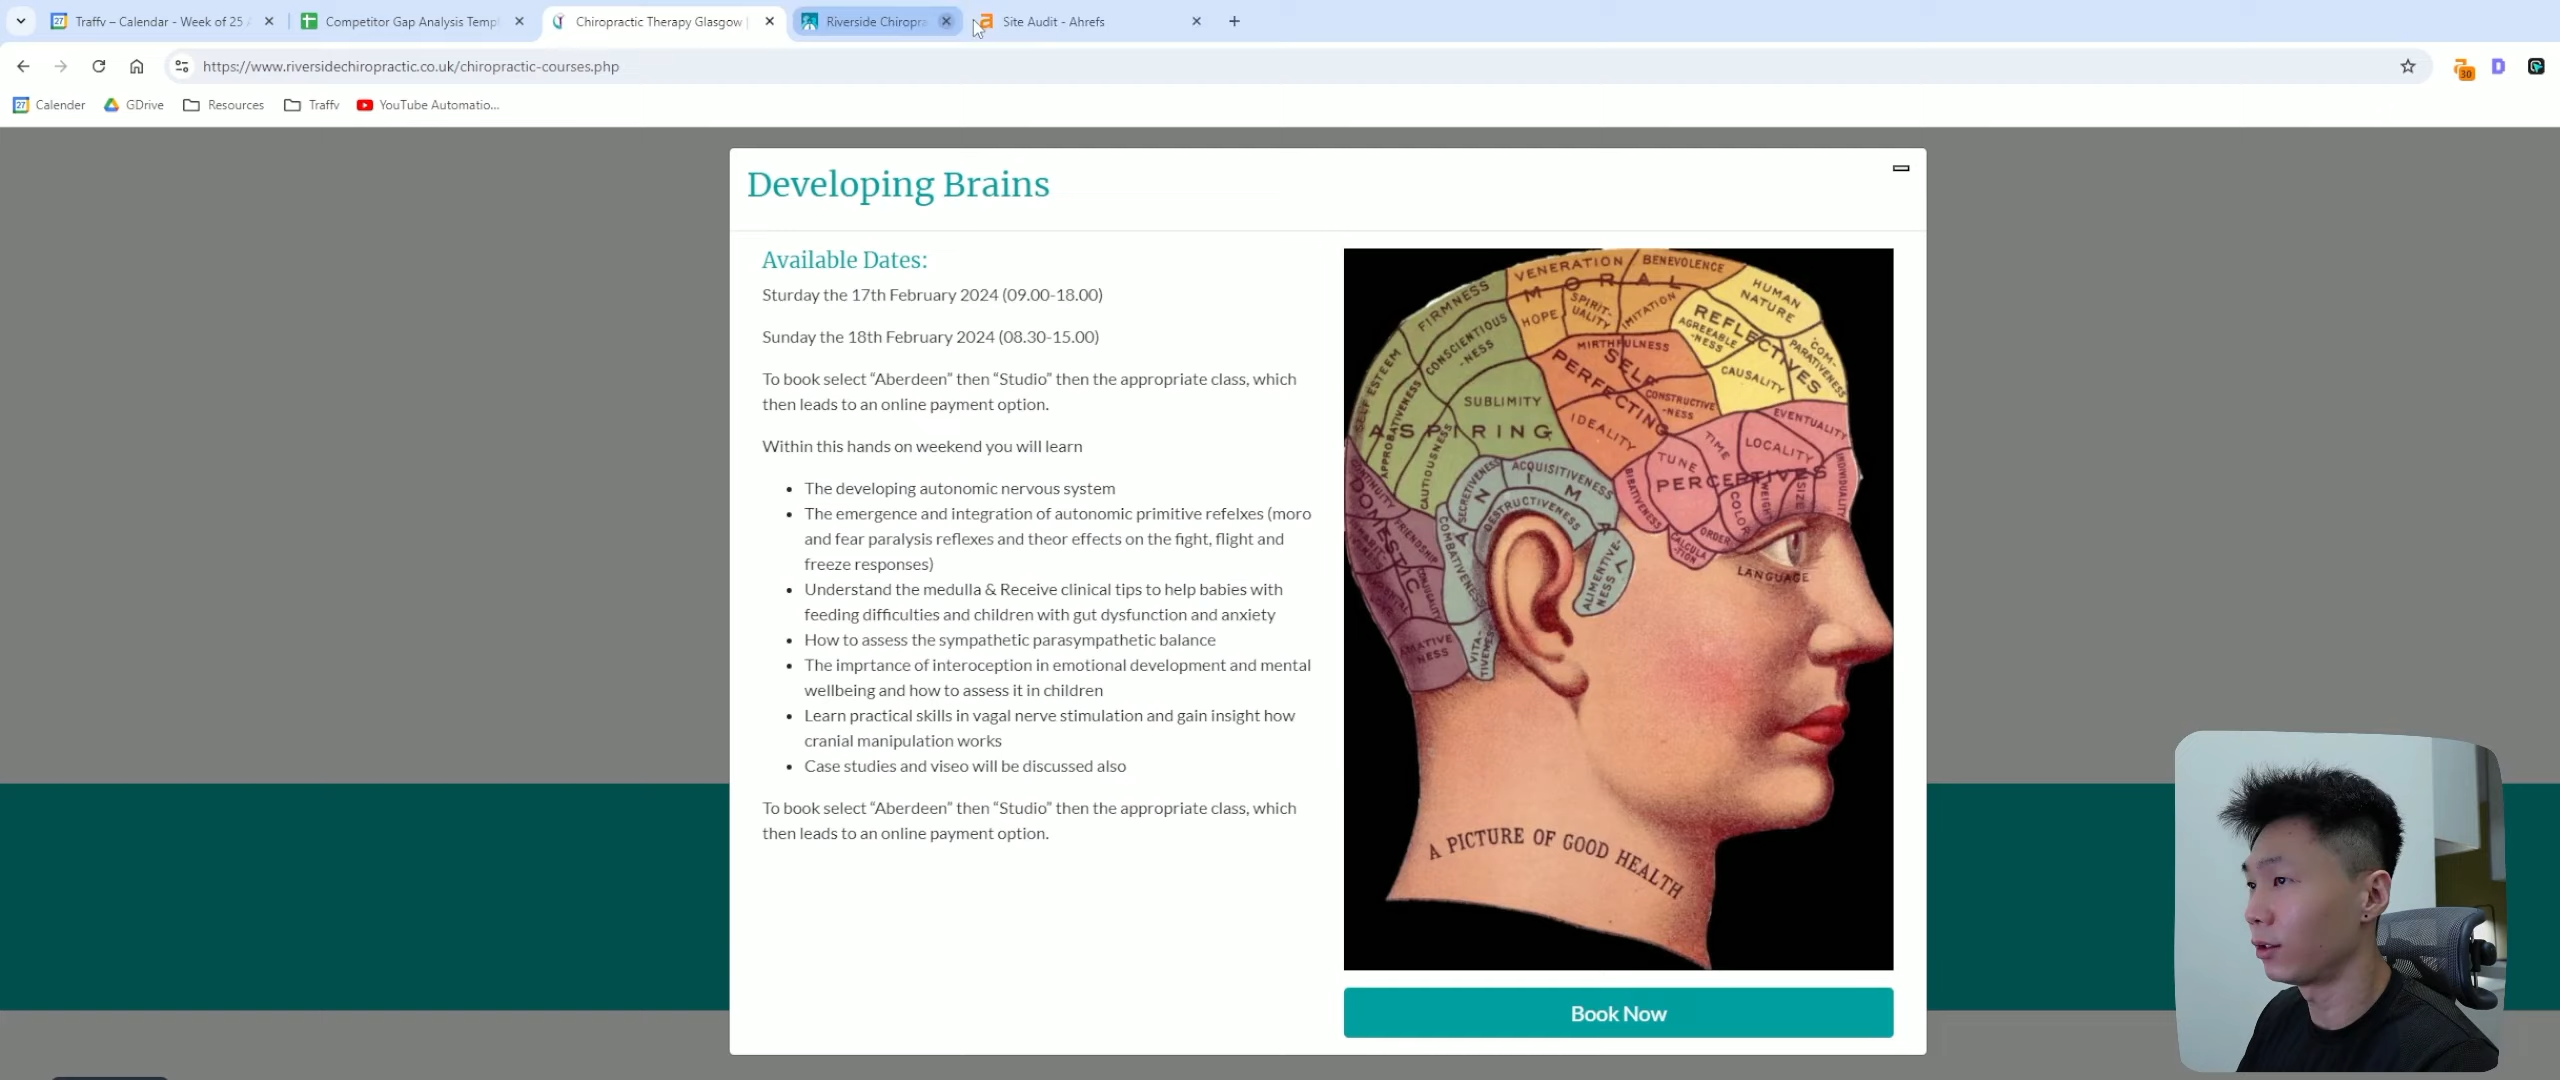 Traffv – Calendar - Week of 25
Competitor Gap Analysis Temp
Chiropractic Therapy Glasgow |
Riverside Chiropra
Site Audit - Ahrefs
https://www.riversidechiropractic.co.uk/chiropractic-courses.php
30
D
27 Calender
GDrive
Resources
Traffv
YouTube Automatio...
Developing Brains
Available Dates:
Sturday the 17th February 2024 (09.00-18.00)
Sunday the 18th February 2024 (08.30-15.00)
To book select “Aberdeen” then “Studio” then the appropriate class, which
then leads to an online payment option.
Within this hands on weekend you will learn
• The developing autonomic nervous system
• The emergence and integration of autonomic primitive refelxes (moro
and fear paralysis reflexes and theor effects on the fight, flight and
freeze responses)
• Understand the medulla & Receive clinical tips to help babies with
feeding difficulties and children with gut dysfunction and anxiety
• How to assess the sympathetic parasympathetic balance
• The imprtance of interoception in emotional development and mental
wellbeing and how to assess it in children
• Learn practical skills in vagal nerve stimulation and gain insight how
cranial manipulation works
• Case studies and viseo will be discussed also
To book select “Aberdeen” then “Studio” then the appropriate class, which
then leads to an online payment option.
VENERATION
BENEVOLENCE
MORAL
FIRMNESS
HOPE
SPIRIT-
UALITY
IMITATION
HUMAN
NATURE
REFLECTIVES
AGREEABLE
-NESS
COM-
PARATIVENESS
CAUSALITY
CONSCIENTIOUS
-NESS
SELF ESTEEM
MIRTHFULNESS
SELF
PERFECTING
CONSTRUCTIVE
-NESS
IDEALITY
SUBLIMITY
APPROBATIVENESS
ASPIRING
CAUTIOUSNESS
EVENTUALITY
LOCALITY
TIME
TUNE
PERCEPTIVES
INDIVIDUALITY
SIZE
WEIGHT
COLOR
ORDER
CALCULA
-TION
LANGUAGE
ACQUISITIVENESS
SECRETIVENESS
ANIMAL
DESTRUCTIVENESS
COMBATIVENESS
BIBATIVENESS
ALIMENTIVE-
NESS
VITA-
TIVENESS
CONTINUITY
DOMESTIC
FRIENDSHIP
CONJUGALITY
AMATIVE
NESS
A PICTURE OF GOOD HEALTH
Book Now